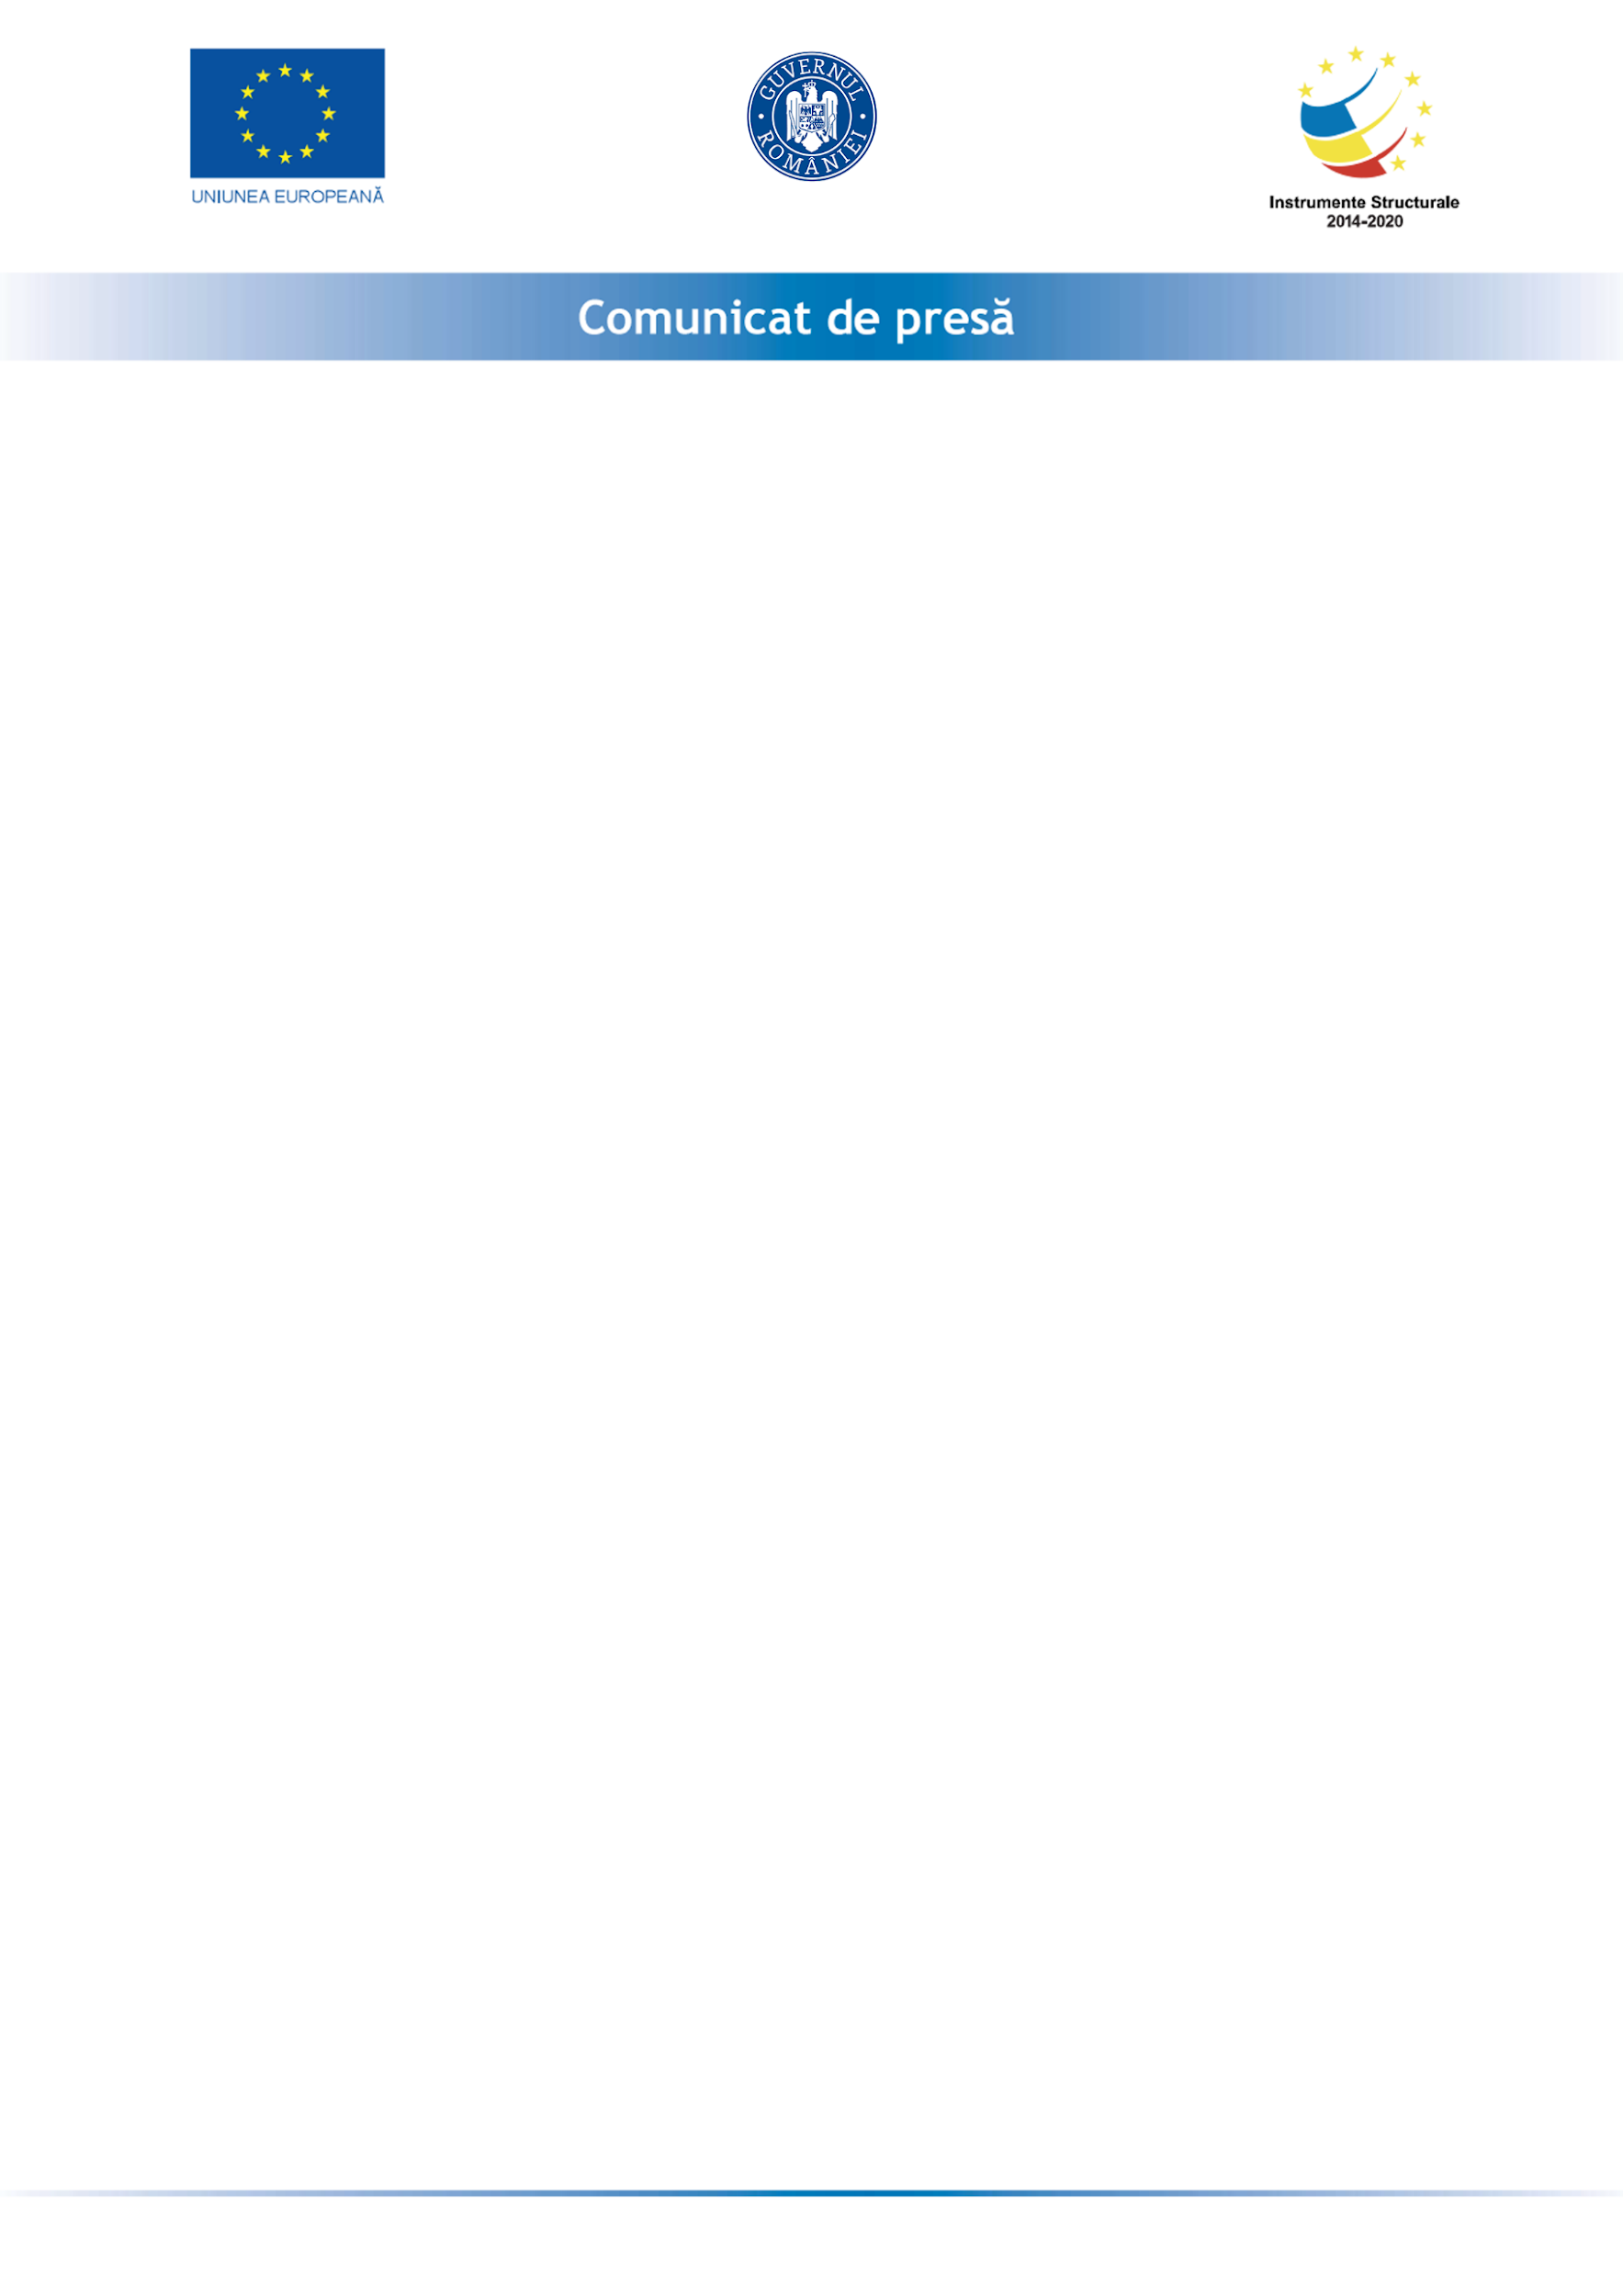 UNIUNEA EUROPEANĂ
GUVERNUL ROMÂNIEI
Instrumente Structurale
2014-2020
Comunicat de presă